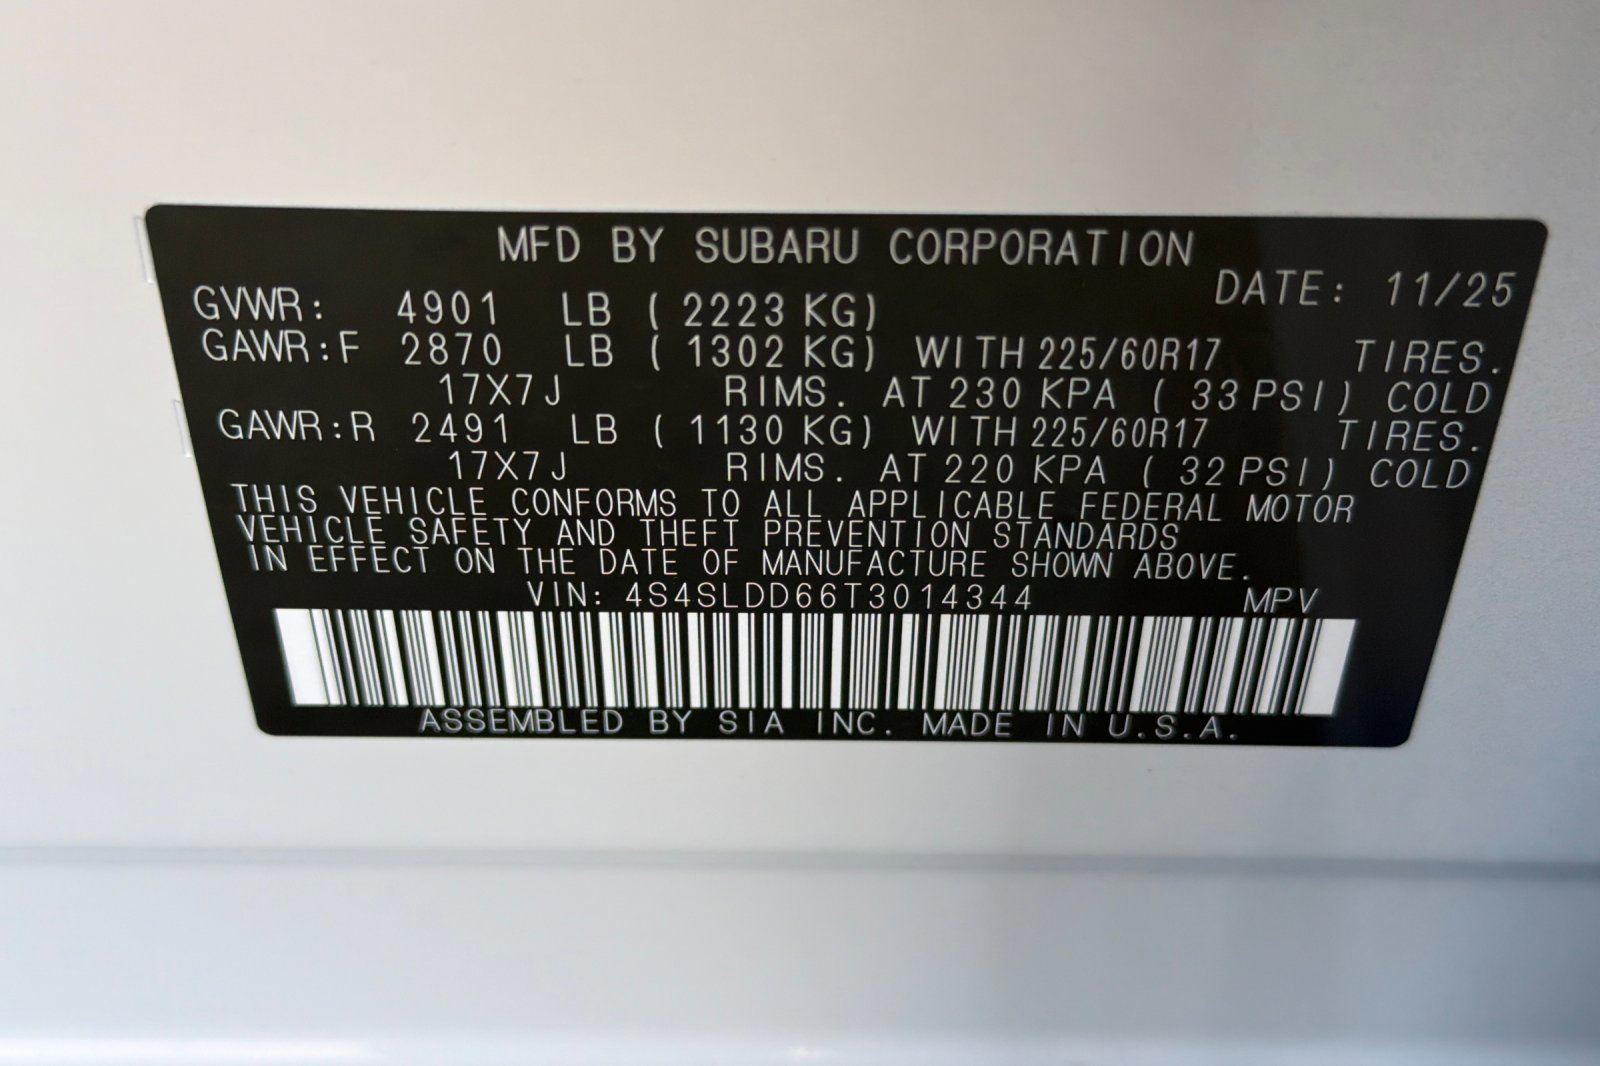 MFD BY SUBARU CORPORATION
DATE: 11/25
GVWR: 4901 LB ( 2223 KG)
GAWR:F 2870 LB ( 1302 KG) WITH 225/60R17 TIRES.
17X7J RIMS. AT 230 KPA ( 33 PSI) COLD
GAWR:R 2491 LB ( 1130 KG) WITH 225/60R17 TIRES.
17X7J RIMS. AT 220 KPA ( 32 PSI) COLD
THIS VEHICLE CONFORMS TO ALL APPLICABLE FEDERAL MOTOR
VEHICLE SAFETY AND THEFT PREVENTION STANDARDS
IN EFFECT ON THE DATE OF MANUFACTURE SHOWN ABOVE.
VIN: 4S4SLDD66T3014344 MPV
ASSEMBLED BY SIA INC. MADE IN U.S.A.